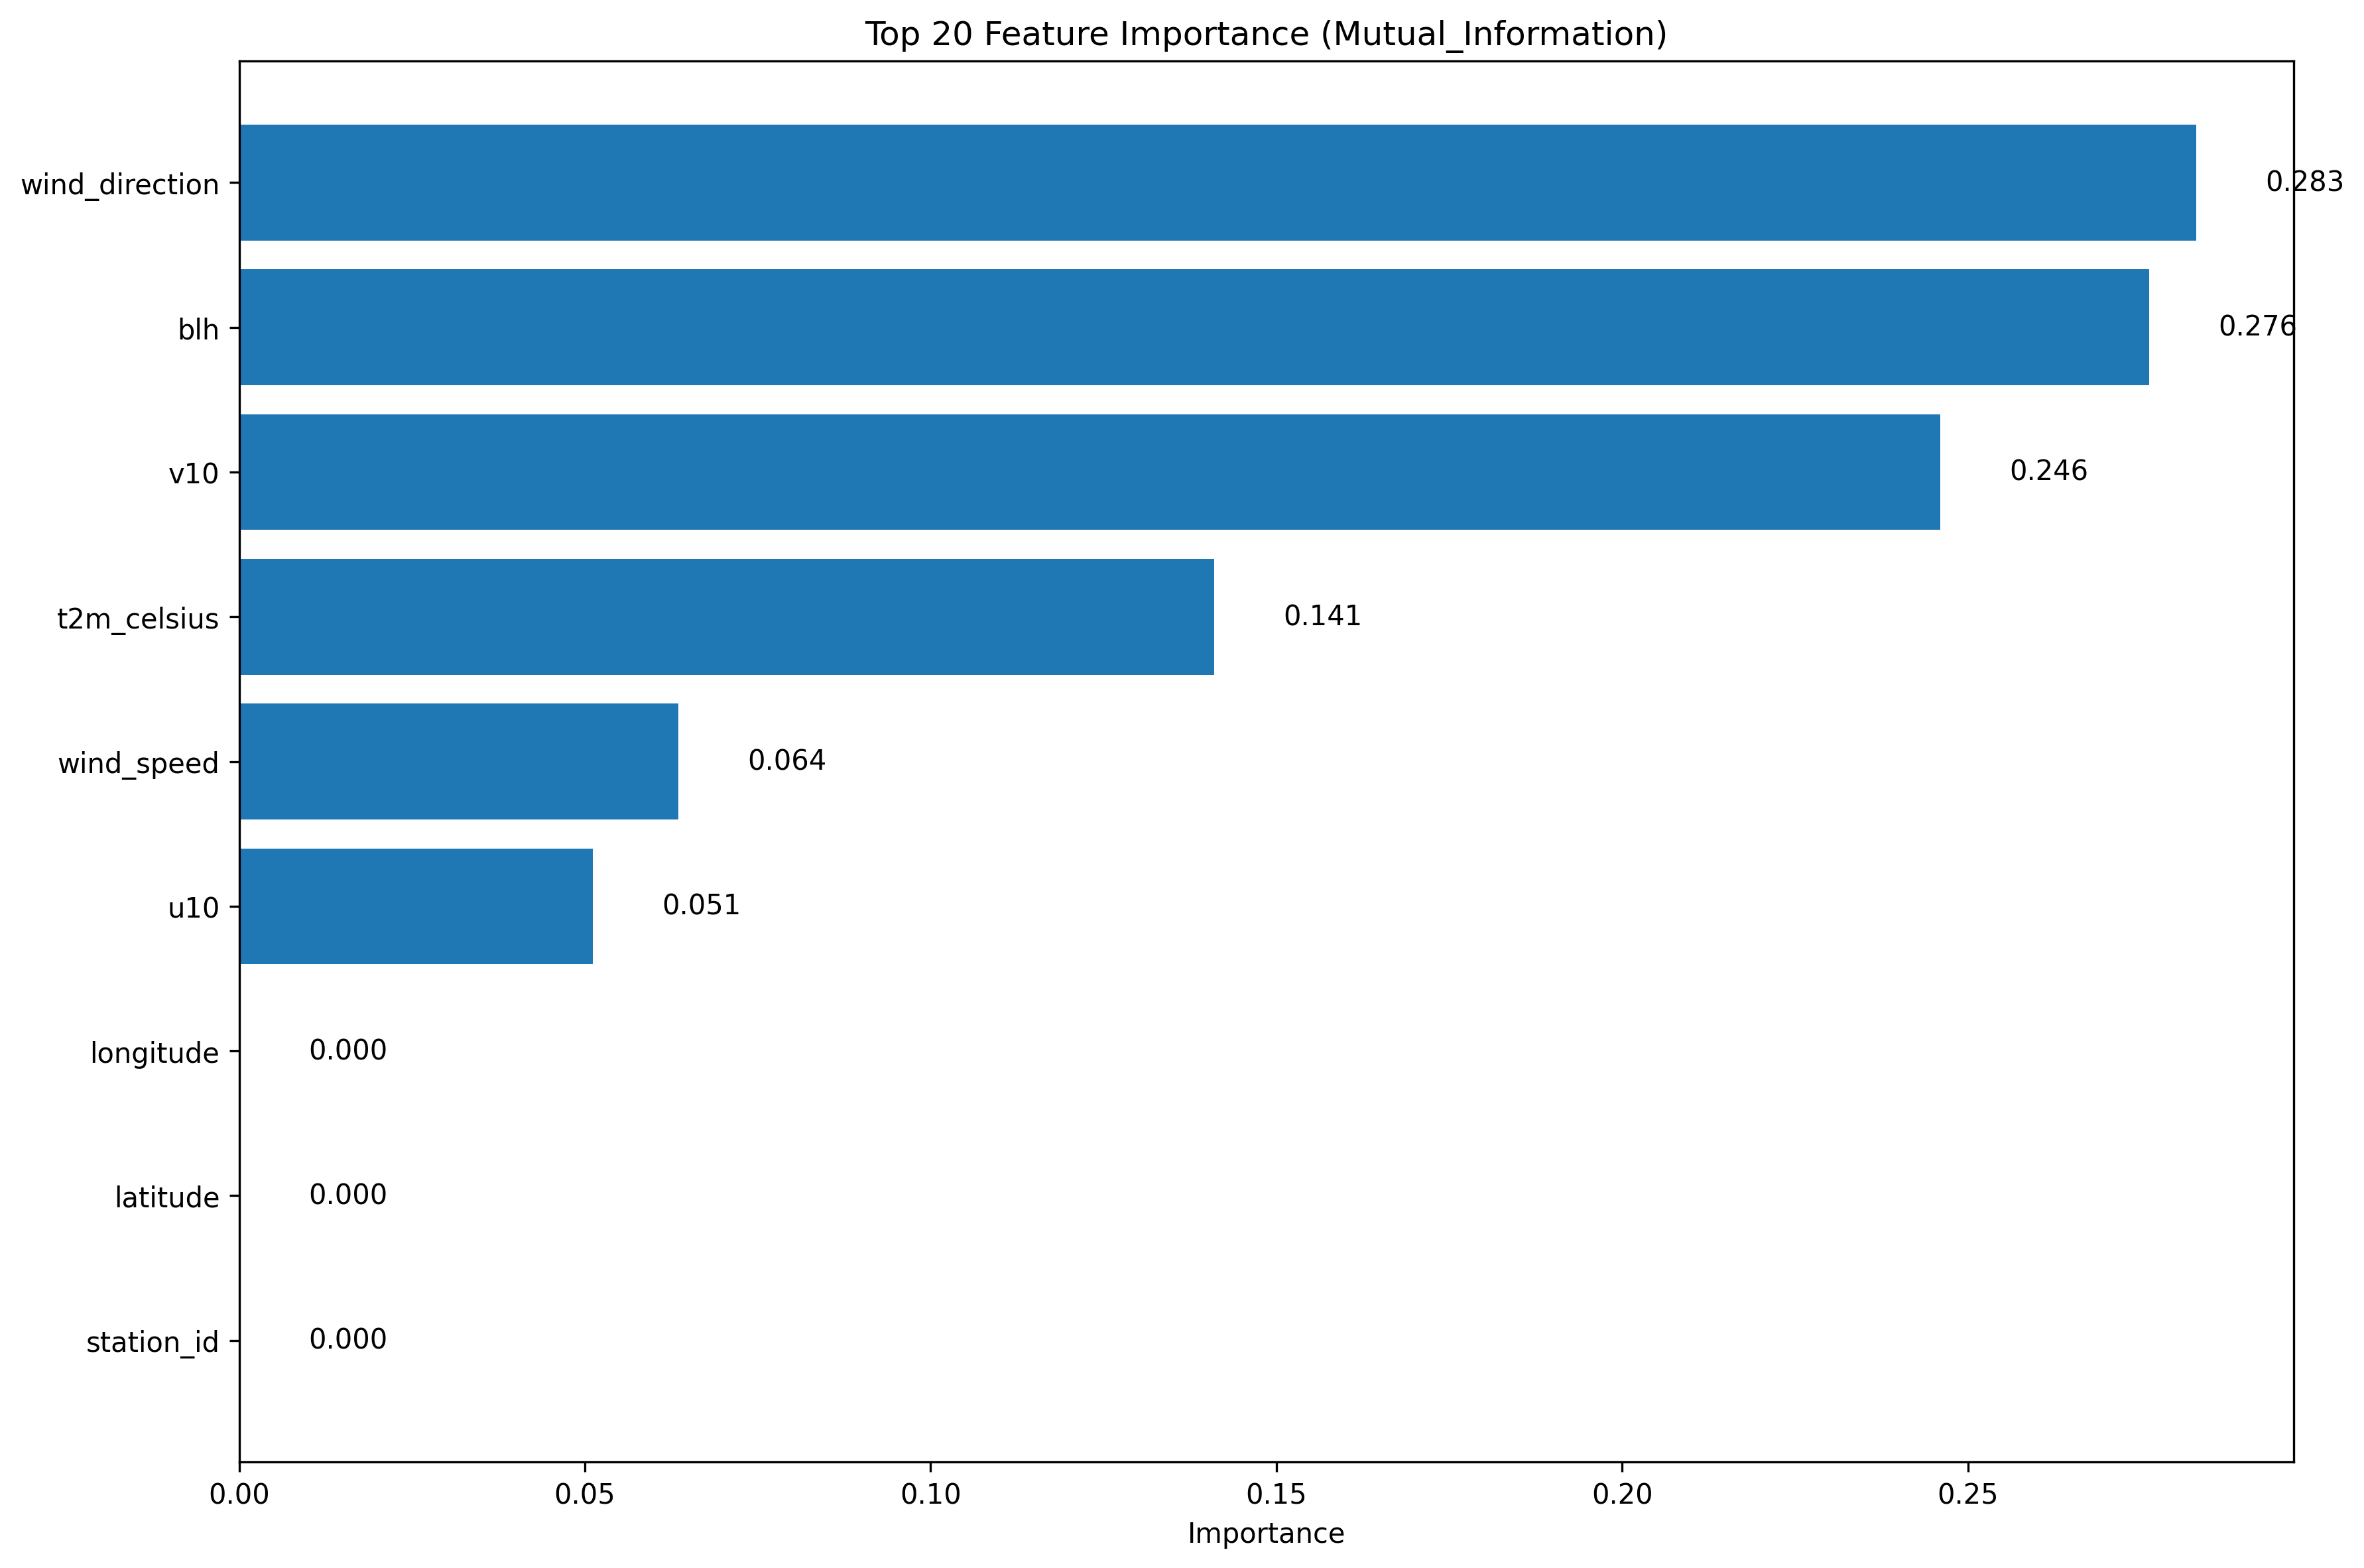 Top 20 Feature Importance (Mutual_Information)
wind_direction 0.283
blh 0.276
v10 0.246
t2m_celsius 0.141
wind_speed 0.064
u10 0.051
longitude 0.000
latitude 0.000
station_id 0.000
0.00 0.05 0.10 0.15 0.20 0.25
Importance